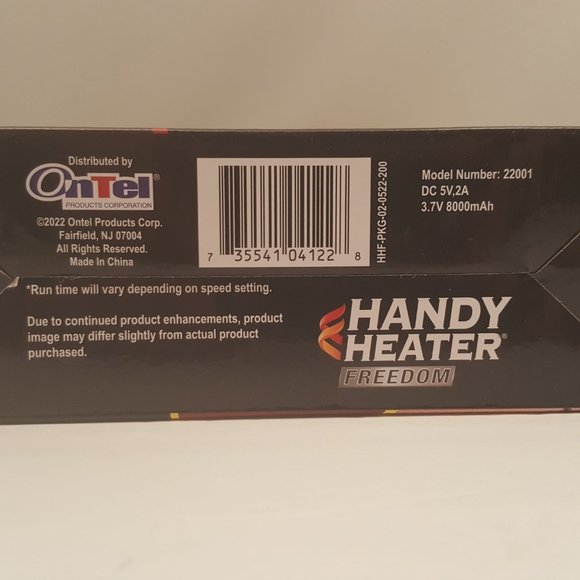 Distributed by
OnTel®
PRODUCTS CORPORATION
©2022 Ontel Products Corp.
Fairfield, NJ 07004
All Rights Reserved.
Made In China
7 35541 04122 8
HHF-PKG-02-0522-200
Model Number: 22001
DC 5V,2A
3.7V 8000mAh
*Run time will vary depending on speed setting.
Due to continued product enhancements, product
image may differ slightly from actual product
purchased.
HANDY
HEATER®
FREEDOM